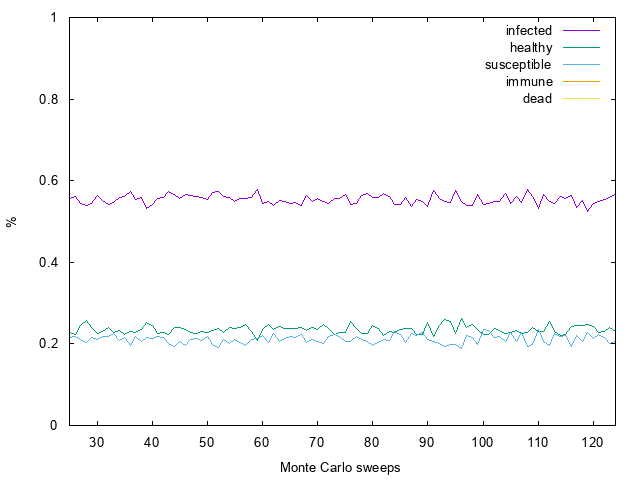 1
0.8
0.6
0.4
0.2
0
%
30 40 50 60 70 80 90 100 110 120
Monte Carlo sweeps
infected
healthy
susceptible
immune
dead